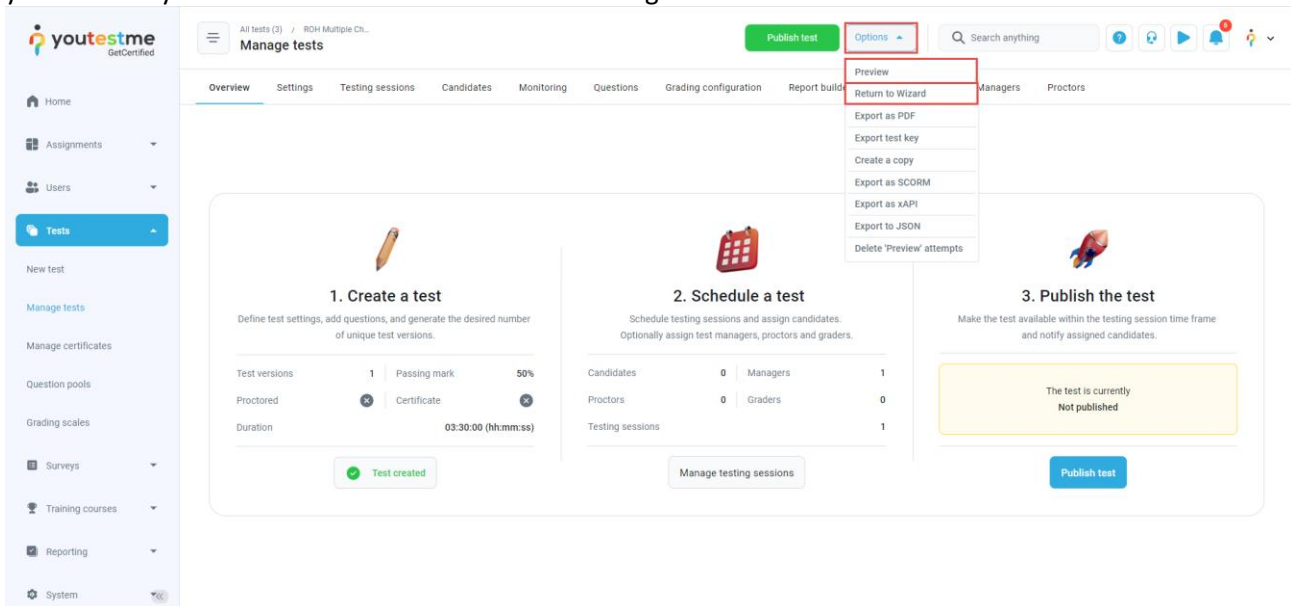 youtestme
GetCertified
All tests (3) / ROH Multiple Ch...
Manage tests
Publish test
Options
Search anything
6
Home
Assignments
Users
Tests
New test
Manage tests
Manage certificates
Question pools
Grading scales
Surveys
Training courses
Reporting
System
Overview Settings Testing sessions Candidates Monitoring Questions Grading configuration Report builde Managers Proctors
Preview
Return to Wizard
Export as PDF
Export test key
Create a copy
Export as SCORM
Export as xAPI
Export to JSON
Delete 'Preview' attempts
1. Create a test
Define test settings, add questions, and generate the desired number
of unique test versions.
Test versions 1 Passing mark 50%
Proctored Certificate
Duration 03:30:00 (hh:mm:ss)
Test created
2. Schedule a test
Schedule testing sessions and assign candidates.
Optionally assign test managers, proctors and graders.
Candidates 0 Managers 1
Proctors 0 Graders 0
Testing sessions 1
Manage testing sessions
3. Publish the test
Make the test available within the testing session time frame
and notify assigned candidates.
The test is currently
Not published
Publish test